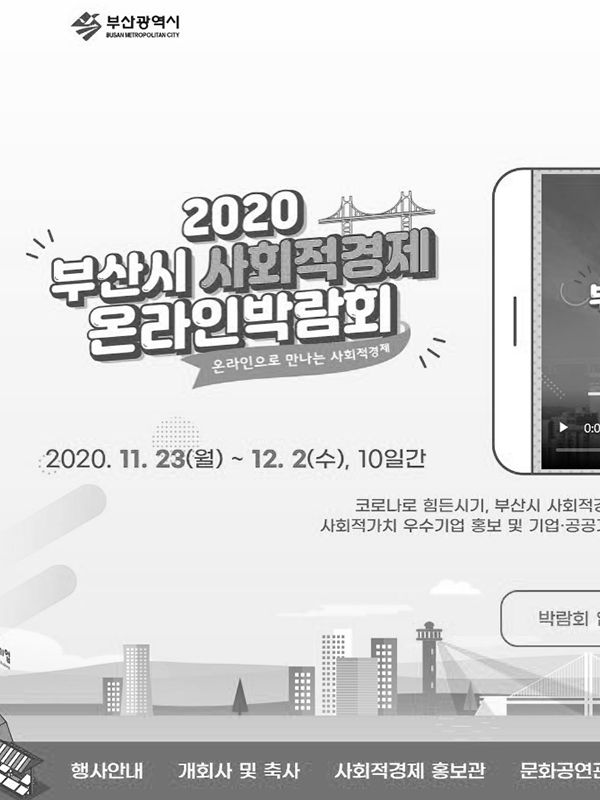 부산광역시
BUSAN METROPOLITAN CITY
2020
부산시 사회적경제
온라인박람회
온라인으로 만나는 사회적경제
2020. 11. 23(월) ~ 12. 2(수), 10일간
0:0
코로나로 힘든시기, 부산시 사회적경
사회적가치 우수기업 홍보 및 기업·공공기
박람회
행사안내 개회사 및 축사 사회적경제 홍보관 문화공연관